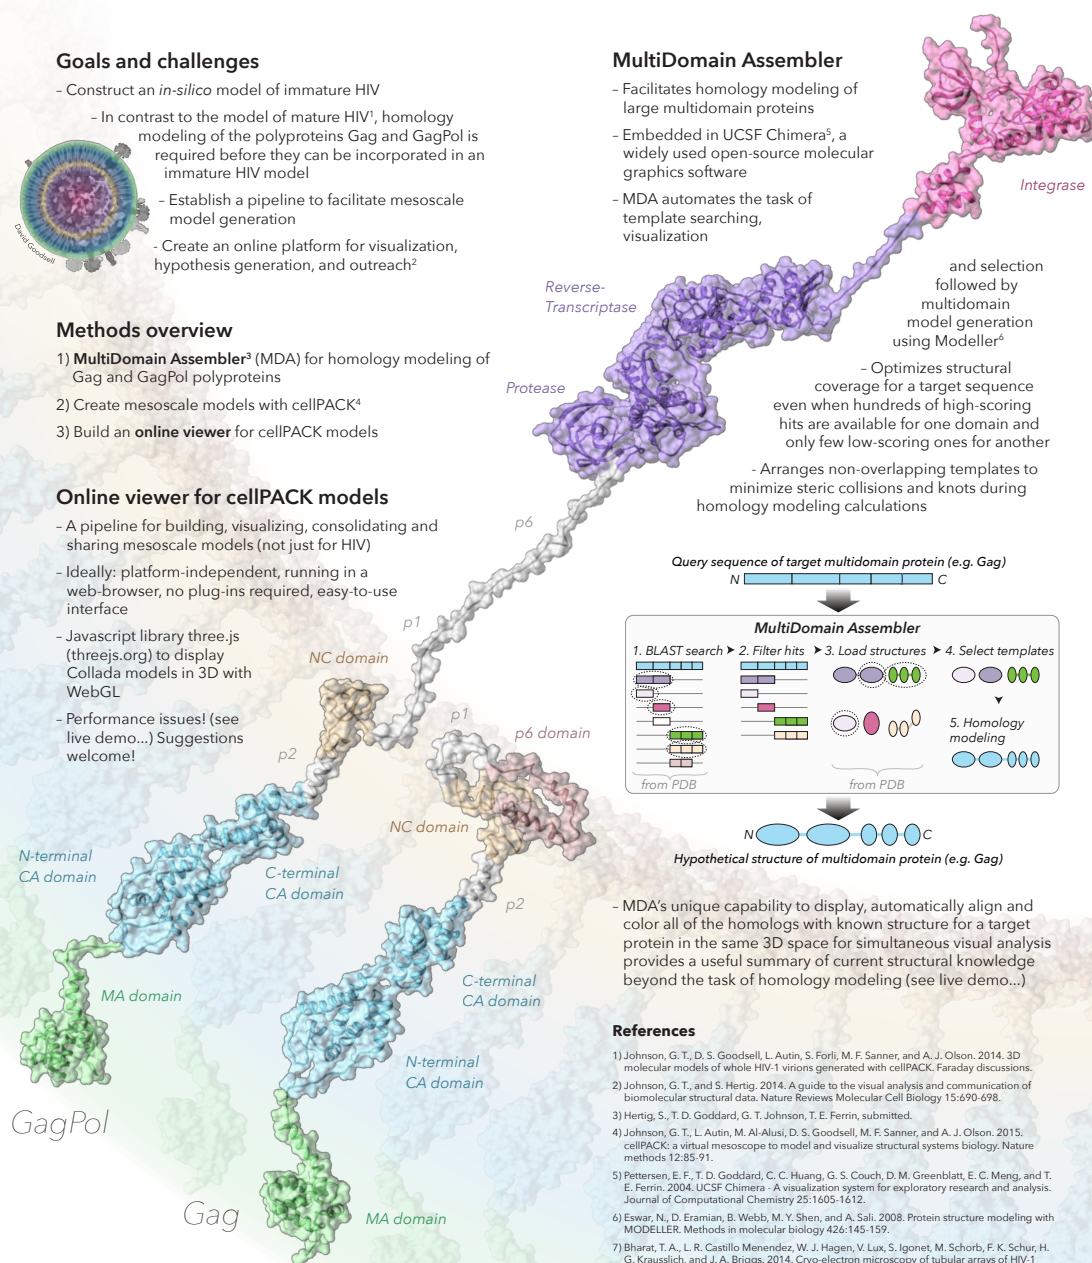 Goals and challenges
– Construct an in-silico model of immature HIV
– In contrast to the model of mature HIV¹, homology
modeling of the polyproteins Gag and GagPol is
required before they can be incorporated in an
immature HIV model
– Establish a pipeline to facilitate mesoscale
model generation
- Create an online platform for visualization,
hypothesis generation, and outreach²
David Goodsell
Methods overview
1) MultiDomain Assembler³ (MDA) for homology modeling of
Gag and GagPol polyproteins
2) Create mesoscale models with cellPACK⁴
3) Build an online viewer for cellPACK models
Online viewer for cellPACK models
– A pipeline for building, visualizing, consolidating and
sharing mesoscale models (not just for HIV)
– Ideally: platform-independent, running in a
web-browser, no plug-ins required, easy-to-use
interface
– Javascript library three.js
(threejs.org) to display
Collada models in 3D with
WebGL
– Performance issues! (see
live demo...) Suggestions
welcome!
MultiDomain Assembler
– Facilitates homology modeling of
large multidomain proteins
– Embedded in UCSF Chimera⁵, a
widely used open-source molecular
graphics software
– MDA automates the task of
template searching,
visualization
and selection
followed by
multidomain
model generation
using Modeller⁶
– Optimizes structural
coverage for a target sequence
even when hundreds of high-scoring
hits are available for one domain and
only few low-scoring ones for another
- Arranges non-overlapping templates to
minimize steric collisions and knots during
homology modeling calculations
Integrase
Reverse-
Transcriptase
Protease
p6
p1
NC domain
p2
N-terminal
CA domain
C-terminal
CA domain
MA domain
GagPol
p1
p6 domain
NC domain
p2
C-terminal
CA domain
N-terminal
CA domain
MA domain
Gag
Query sequence of target multidomain protein (e.g. Gag)
N C
MultiDomain Assembler
1. BLAST search ➤ 2. Filter hits ➤ 3. Load structures ➤ 4. Select templates
5. Homology
modeling
from PDB
from PDB
N C
Hypothetical structure of multidomain protein (e.g. Gag)
– MDA's unique capability to display, automatically align and
color all of the homologs with known structure for a target
protein in the same 3D space for simultaneous visual analysis
provides a useful summary of current structural knowledge
beyond the task of homology modeling (see live demo...)
References
1) Johnson, G. T., D. S. Goodsell, L. Autin, S. Forli, M. F. Sanner, and A. J. Olson. 2014. 3D
molecular models of whole HIV-1 virions generated with cellPACK. Faraday discussions.
2) Johnson, G. T., and S. Hertig. 2014. A guide to the visual analysis and communication of
biomolecular structural data. Nature Reviews Molecular Cell Biology 15:690-698.
3) Hertig, S., T. D. Goddard, G. T. Johnson, T. E. Ferrin, submitted.
4) Johnson, G. T., L. Autin, M. Al-Alusi, D. S. Goodsell, M. F. Sanner, and A. J. Olson. 2015.
cellPACK: a virtual mesoscope to model and visualize structural systems biology. Nature
methods 12:85-91.
5) Pettersen, E. F., T. D. Goddard, C. C. Huang, G. S. Couch, D. M. Greenblatt, E. C. Meng, and T.
E. Ferrin. 2004. UCSF Chimera - A visualization system for exploratory research and analysis.
Journal of Computational Chemistry 25:1605-1612.
6) Eswar, N., D. Eramian, B. Webb, M. Y. Shen, and A. Sali. 2008. Protein structure modeling with
MODELLER. Methods in molecular biology 426:145-159.
7) Bharat, T. A., L. R. Castillo Menendez, W. J. Hagen, V. Lux, S. Igonet, M. Schorb, F. K. Schur, H.
G. Krausslich, and J. A. Briggs. 2014. Cryo-electron microscopy of tubular arrays of HIV-1